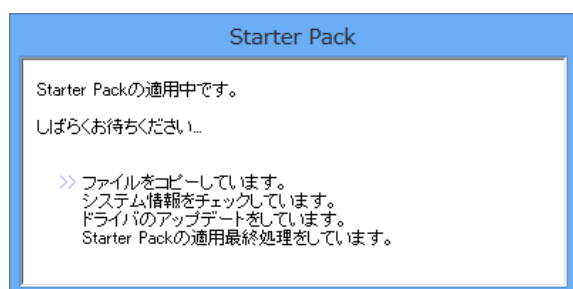 Starter Pack
Starter Packの適用中です。
しばらくお待ちください...
>> ファイルをコピーしています。
システム情報をチェックしています。
ドライバのアップデートをしています。
Starter Packの適用最終処理をしています。